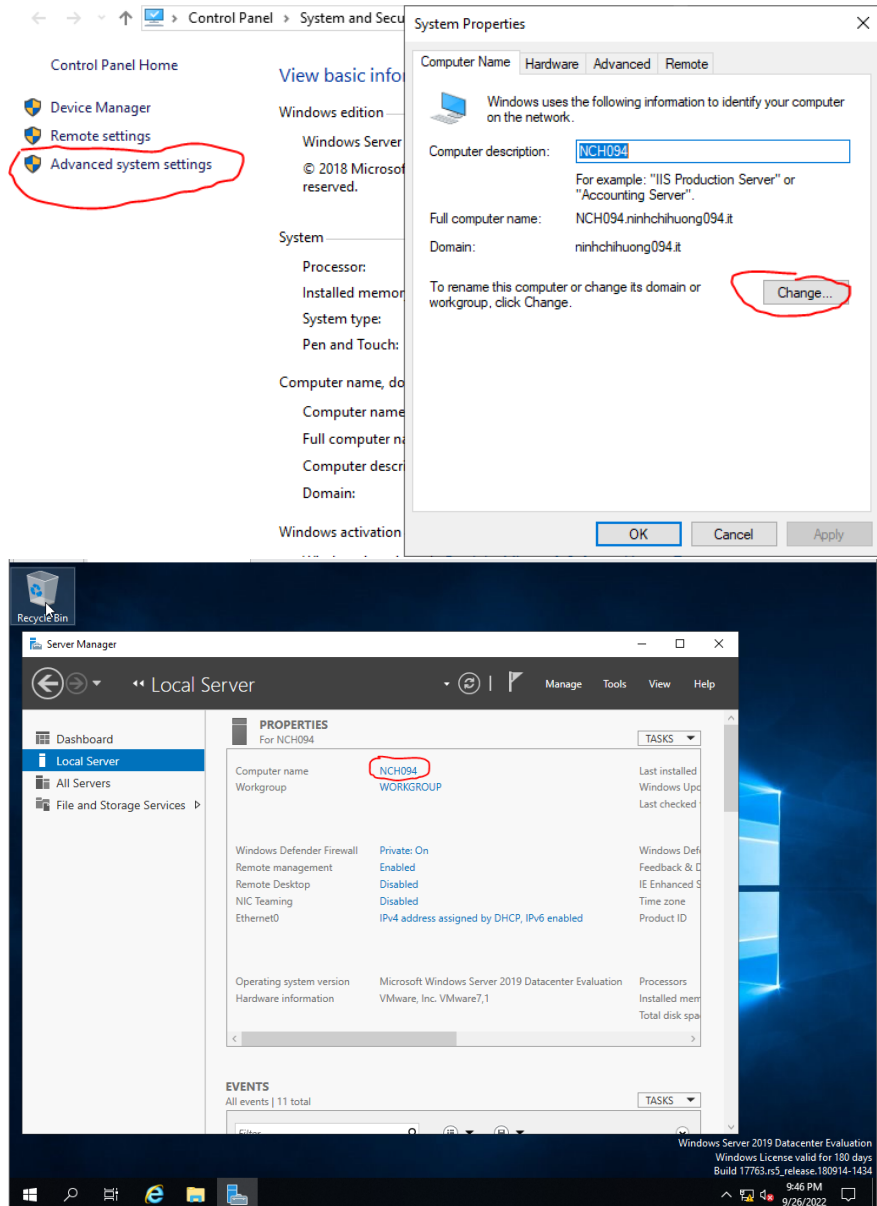 Control Panel › System and Secu
Control Panel Home
Device Manager
Remote settings
Advanced system settings
View basic infor
Windows edition
Windows Server
© 2018 Microsof
reserved.
System
Processor:
Installed memor
System type:
Pen and Touch:
Computer name, do
Computer name
Full computer na
Computer descri
Domain:
Windows activation
System Properties
Computer Name Hardware Advanced Remote
Windows uses the following information to identify your computer
on the network.
Computer description: NCH094
For example: "IIS Production Server" or
"Accounting Server".
Full computer name: NCH094.ninhchihuong094.it
Domain: ninhchihuong094.it
To rename this computer or change its domain or
workgroup, click Change.
Change...
OK Cancel Apply
Recycle Bin
Server Manager
Local Server
Manage Tools View Help
Dashboard
Local Server
All Servers
File and Storage Services
PROPERTIES
For NCH094
TASKS
Computer name NCH094 Last installed
Workgroup WORKGROUP Windows Upd
Last checked
Windows Defender Firewall Private: On Windows Defe
Remote management Enabled Feedback & D
Remote Desktop Disabled IE Enhanced S
NIC Teaming Disabled Time zone
Ethernet0 IPv4 address assigned by DHCP, IPv6 enabled Product ID
Operating system version Microsoft Windows Server 2019 Datacenter Evaluation Processors
Hardware information VMware, Inc. VMware7,1 Installed mem
Total disk spa
EVENTS
All events | 11 total
TASKS
Filter
Windows Server 2019 Datacenter Evaluation
Windows License valid for 180 days
Build 17763.rs5_release.180914-1434
9:46 PM
9/26/2022